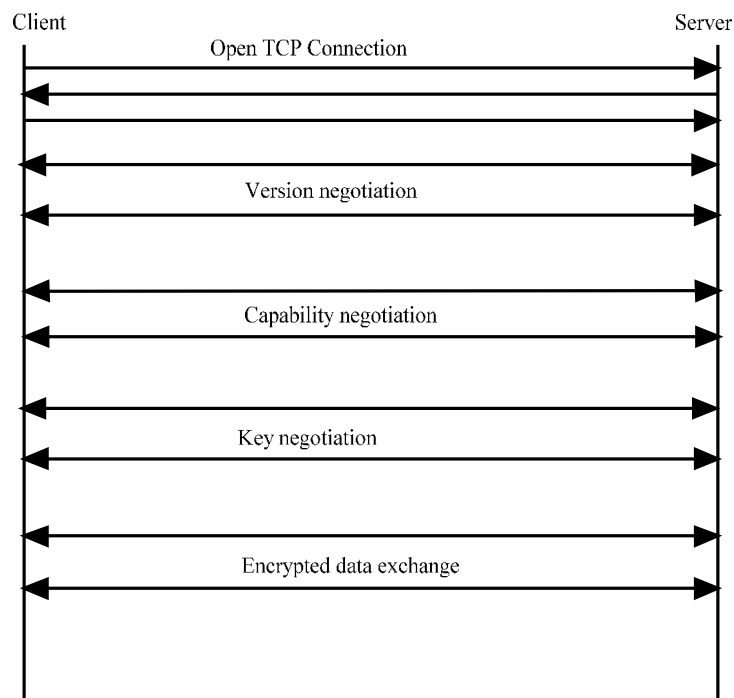 Client
Server
Open TCP Connection
Version negotiation
Capability negotiation
Key negotiation
Encrypted data exchange